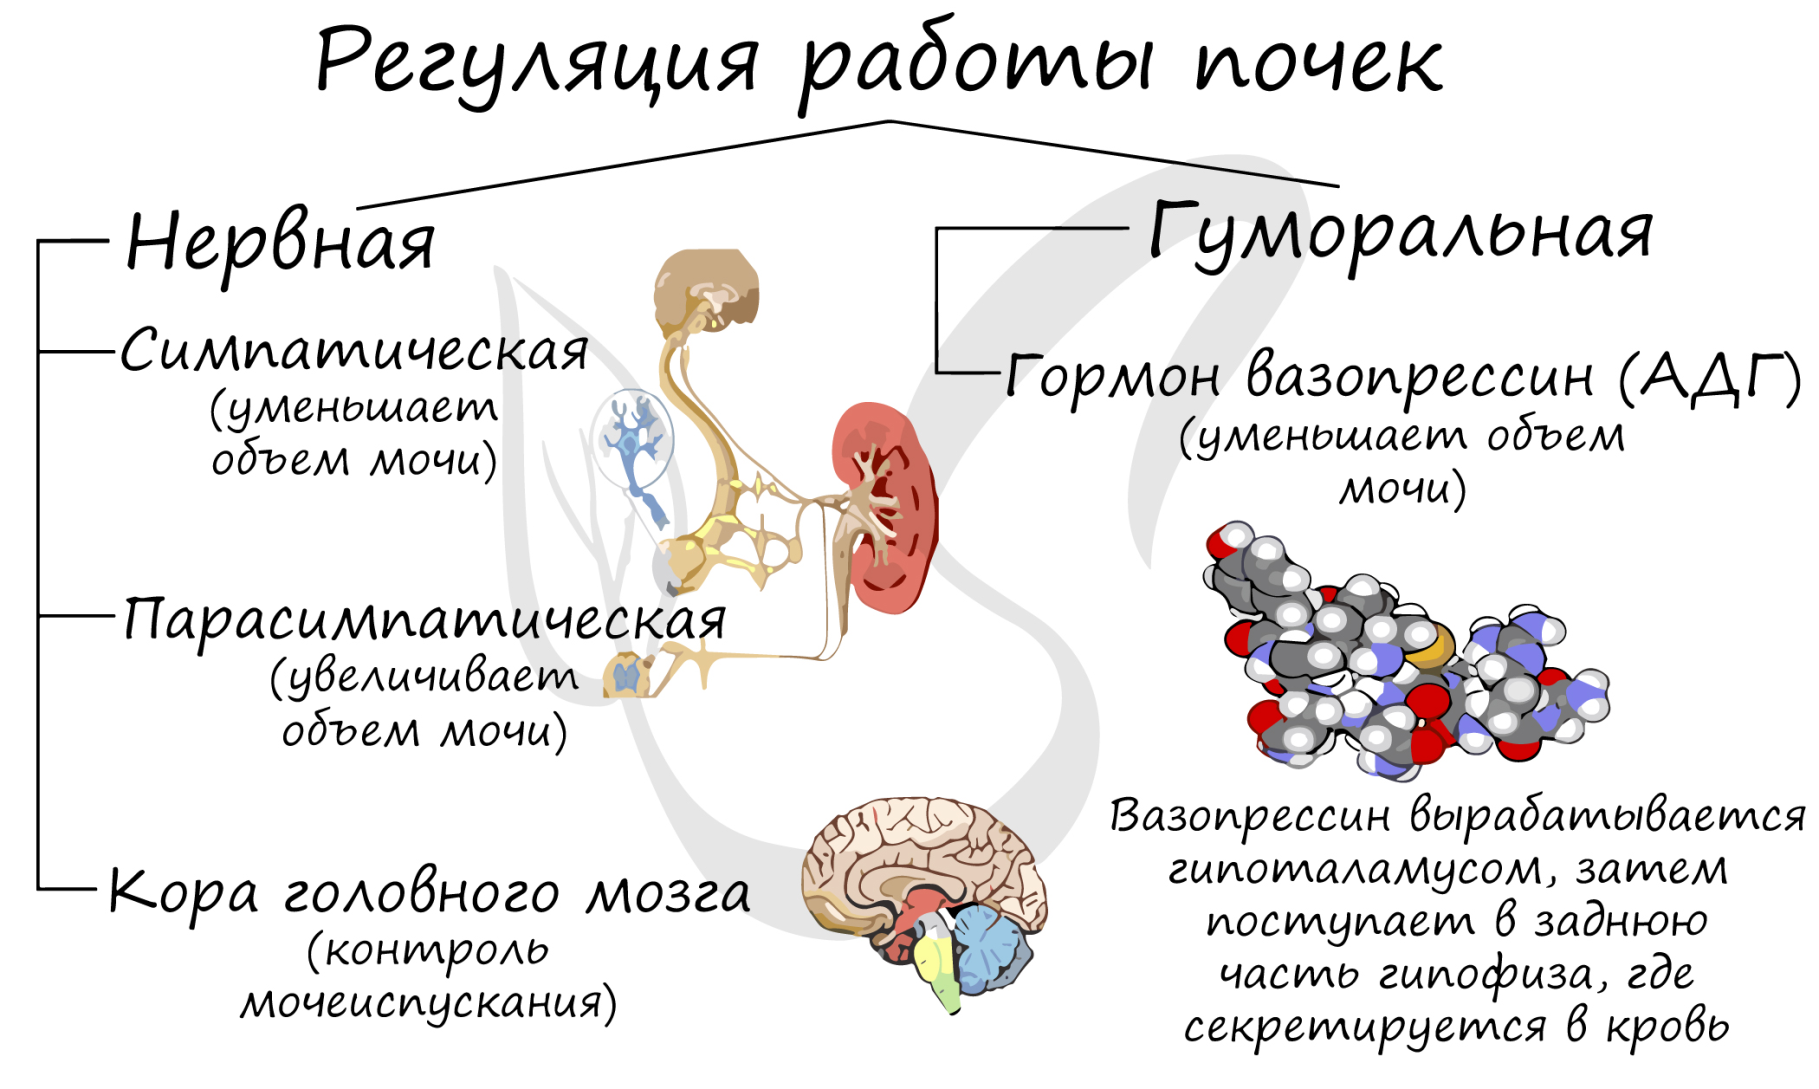 Регуляция работы почек
Нервная
Симпатическая
(уменьшает
объем мочи)
Парасимпатическая
(увеличивает
объем мочи)
Кора головного мозга
(контроль
мочеиспускания)
Гуморальная
Гормон вазопрессин (АДГ)
(уменьшает объем
мочи)
Вазопрессин вырабатывается
гипоталамусом, затем
поступает в заднюю
часть гипофиза, где
секретируется в кровь